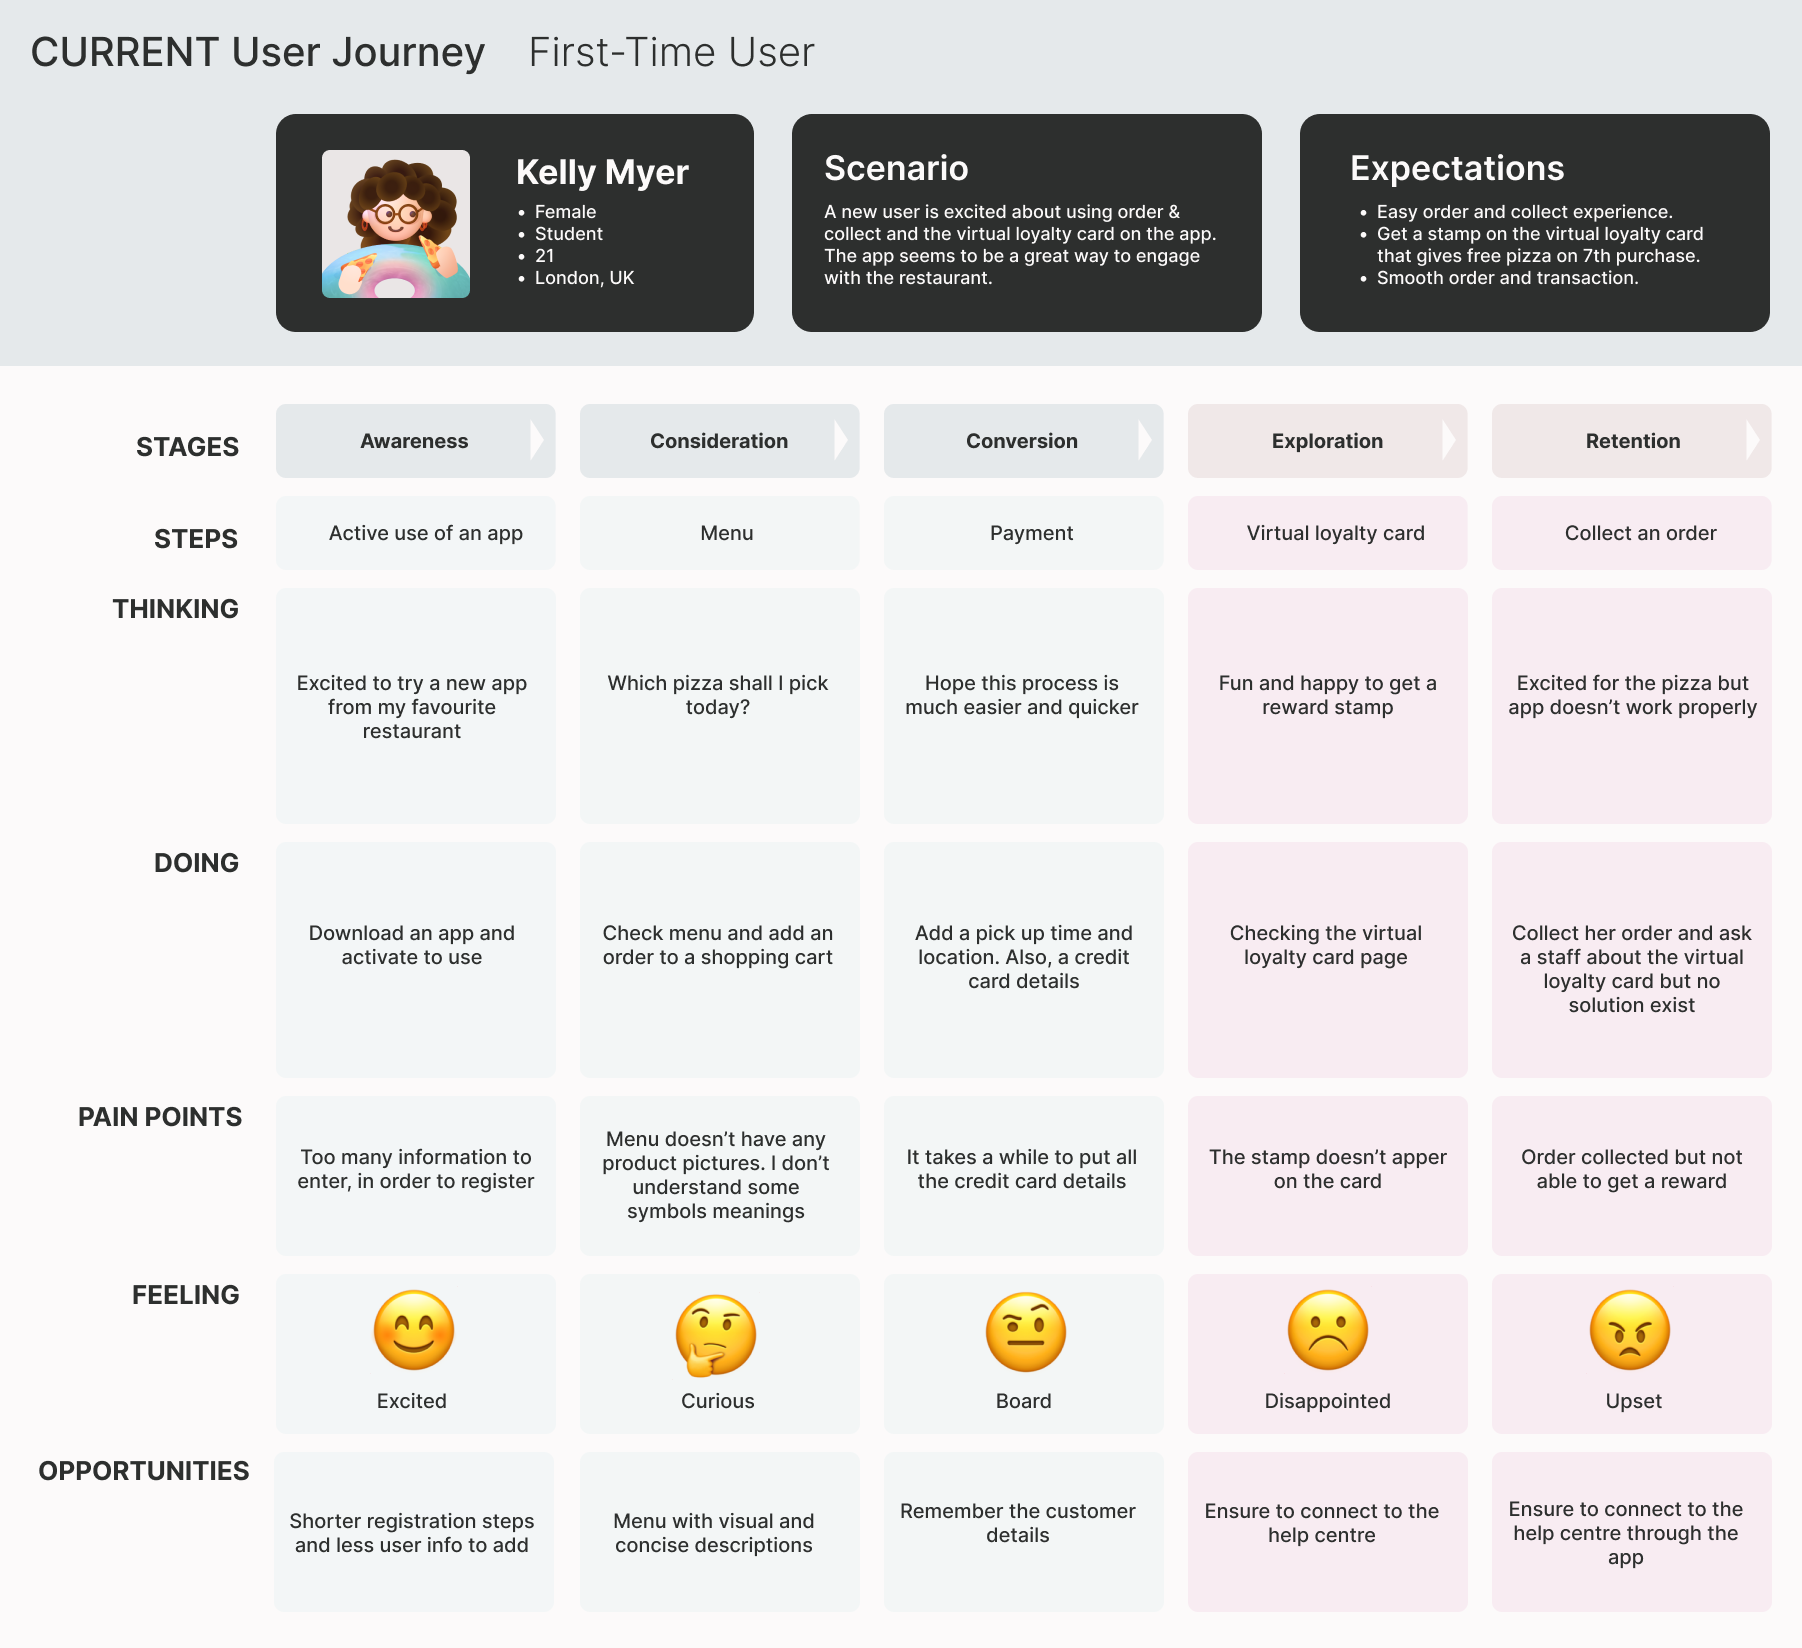 CURRENT User Journey First-Time User
Kelly Myer
• Female
• Student
• 21
• London, UK
Scenario
A new user is excited about using order &
collect and the virtual loyalty card on the app.
The app seems to be a great way to engage
with the restaurant.
Expectations
• Easy order and collect experience.
• Get a stamp on the virtual loyalty card
that gives free pizza on 7th purchase.
• Smooth order and transaction.
STAGES
Awareness
Consideration
Conversion
Exploration
Retention
STEPS
Active use of an app
Menu
Payment
Virtual loyalty card
Collect an order
THINKING
Excited to try a new app
from my favourite
restaurant
Which pizza shall I pick
today?
Hope this process is
much easier and quicker
Fun and happy to get a
reward stamp
Excited for the pizza but
app doesn’t work properly
DOING
Download an app and
activate to use
Check menu and add an
order to a shopping cart
Add a pick up time and
location. Also, a credit
card details
Checking the virtual
loyalty card page
Collect her order and ask
a staff about the virtual
loyalty card but no
solution exist
PAIN POINTS
Too many information to
enter, in order to register
Menu doesn’t have any
product pictures. I don’t
understand some
symbols meanings
It takes a while to put all
the credit card details
The stamp doesn’t apper
on the card
Order collected but not
able to get a reward
FEELING
Excited
Curious
Board
Disappointed
Upset
OPPORTUNITIES
Shorter registration steps
and less user info to add
Menu with visual and
concise descriptions
Remember the customer
details
Ensure to connect to the
help centre
Ensure to connect to the
help centre through the
app